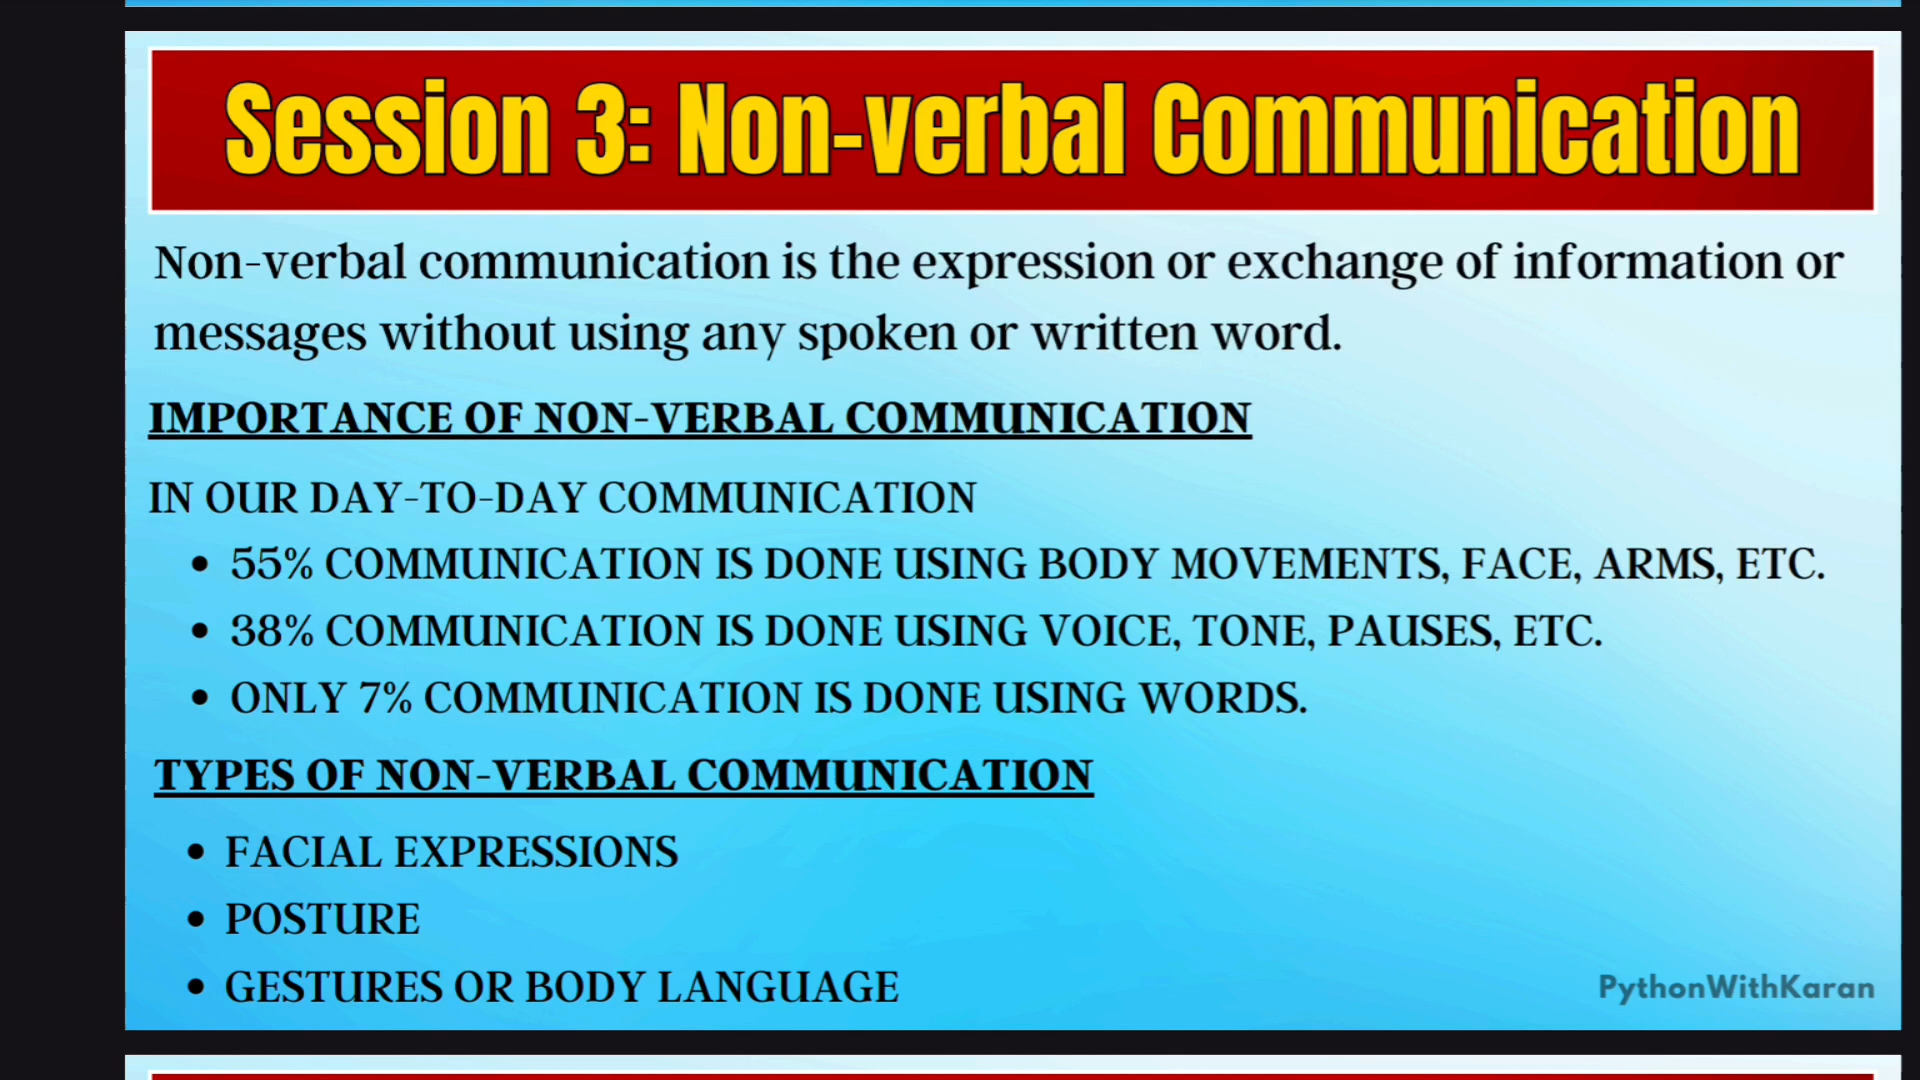 Session 3: Non-verbal Communication
Non-verbal communication is the expression or exchange of information or
messages without using any spoken or written word.
IMPORTANCE OF NON-VERBAL COMMUNICATION
IN OUR DAY-TO-DAY COMMUNICATION
• 55% COMMUNICATION IS DONE USING BODY MOVEMENTS, FACE, ARMS, ETC.
• 38% COMMUNICATION IS DONE USING VOICE, TONE, PAUSES, ETC.
• ONLY 7% COMMUNICATION IS DONE USING WORDS.
TYPES OF NON-VERBAL COMMUNICATION
• FACIAL EXPRESSIONS
• POSTURE
• GESTURES OR BODY LANGUAGE
PythonWithKaran